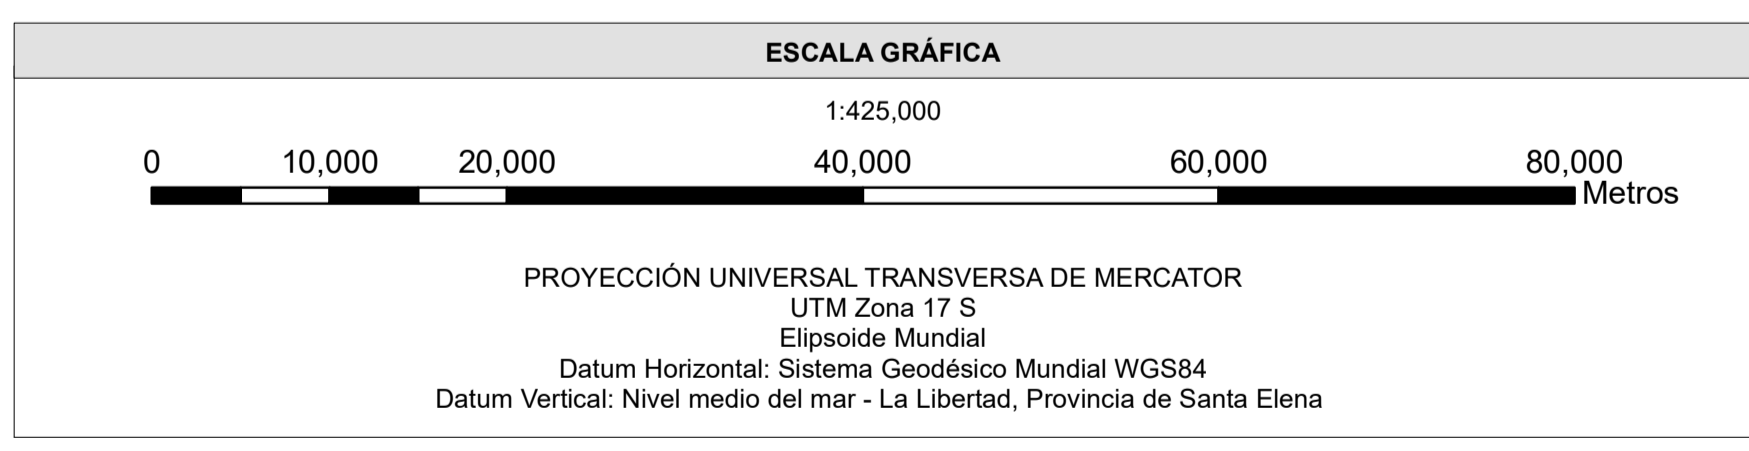 ESCALA GRÁFICA
1:425,000
0 10,000 20,000 40,000 60,000 80,000
Metros
PROYECCIÓN UNIVERSAL TRANSVERSA DE MERCATOR
UTM Zona 17 S
Elipsoide Mundial
Datum Horizontal: Sistema Geodésico Mundial WGS84
Datum Vertical: Nivel medio del mar - La Libertad, Provincia de Santa Elena